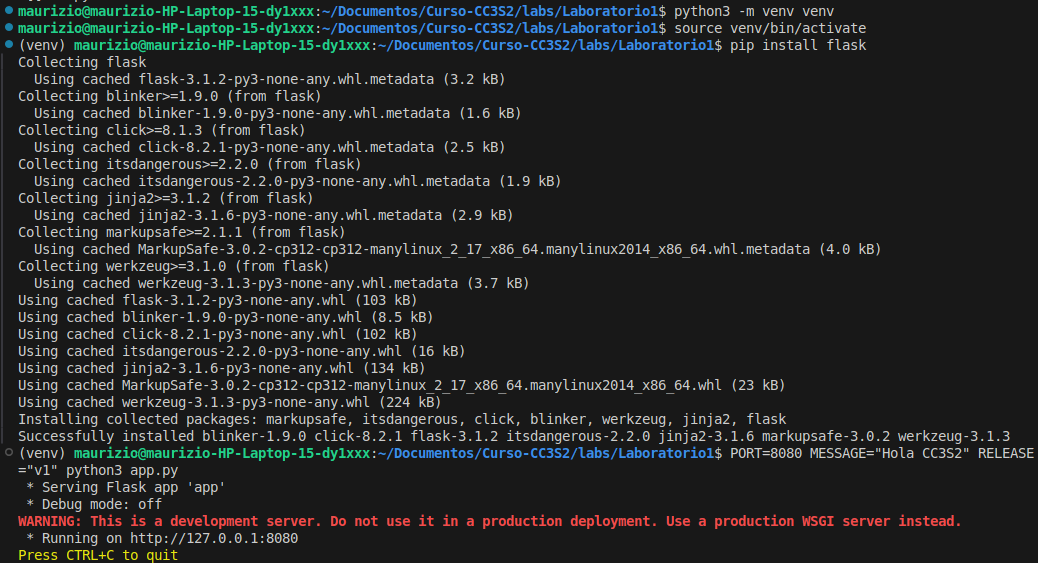 maurizio@maurizio-HP-Laptop-15-dy1xxx:~/Documentos/Curso-CC3S2/labs/Laboratorio1$ python3 -m venv venv
maurizio@maurizio-HP-Laptop-15-dy1xxx:~/Documentos/Curso-CC3S2/labs/Laboratorio1$ source venv/bin/activate
(venv) maurizio@maurizio-HP-Laptop-15-dy1xxx:~/Documentos/Curso-CC3S2/labs/Laboratorio1$ pip install flask
Collecting flask
  Using cached flask-3.1.2-py3-none-any.whl.metadata (3.2 kB)
Collecting blinker>=1.9.0 (from flask)
  Using cached blinker-1.9.0-py3-none-any.whl.metadata (1.6 kB)
Collecting click>=8.1.3 (from flask)
  Using cached click-8.2.1-py3-none-any.whl.metadata (2.5 kB)
Collecting itsdangerous>=2.2.0 (from flask)
  Using cached itsdangerous-2.2.0-py3-none-any.whl.metadata (1.9 kB)
Collecting jinja2>=3.1.2 (from flask)
  Using cached jinja2-3.1.6-py3-none-any.whl.metadata (2.9 kB)
Collecting markupsafe>=2.1.1 (from flask)
  Using cached MarkupSafe-3.0.2-cp312-cp312-manylinux_2_17_x86_64.manylinux2014_x86_64.whl.metadata (4.0 kB)
Collecting werkzeug>=3.1.0 (from flask)
  Using cached werkzeug-3.1.3-py3-none-any.whl.metadata (3.7 kB)
Using cached flask-3.1.2-py3-none-any.whl (103 kB)
Using cached blinker-1.9.0-py3-none-any.whl (8.5 kB)
Using cached click-8.2.1-py3-none-any.whl (102 kB)
Using cached itsdangerous-2.2.0-py3-none-any.whl (16 kB)
Using cached jinja2-3.1.6-py3-none-any.whl (134 kB)
Using cached MarkupSafe-3.0.2-cp312-cp312-manylinux_2_17_x86_64.manylinux2014_x86_64.whl (23 kB)
Using cached werkzeug-3.1.3-py3-none-any.whl (224 kB)
Installing collected packages: markupsafe, itsdangerous, click, blinker, werkzeug, jinja2, flask
Successfully installed blinker-1.9.0 click-8.2.1 flask-3.1.2 itsdangerous-2.2.0 jinja2-3.1.6 markupsafe-3.0.2 werkzeug-3.1.3
(venv) maurizio@maurizio-HP-Laptop-15-dy1xxx:~/Documentos/Curso-CC3S2/labs/Laboratorio1$ PORT=8080 MESSAGE="Hola CC3S2" RELEASE
="v1" python3 app.py
 * Serving Flask app 'app'
 * Debug mode: off
WARNING: This is a development server. Do not use it in a production deployment. Use a production WSGI server instead.
 * Running on http://127.0.0.1:8080
Press CTRL+C to quit